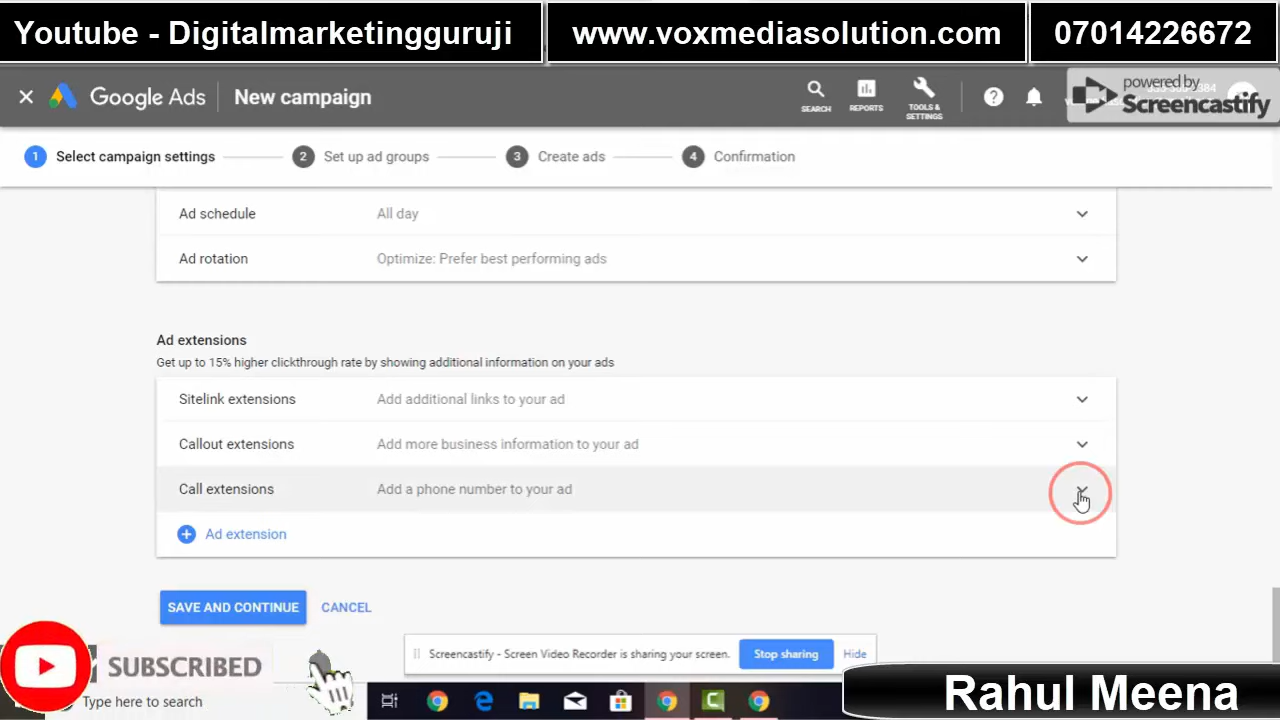 Youtube - Digitalmarketingguruji
www.voxmediasolution.com
07014226672
Google Ads
New campaign
SEARCH
REPORTS
TOOLS &
SETTINGS
powered by
Screencastify
1 Select campaign settings
2 Set up ad groups
3 Create ads
4 Confirmation
Ad schedule All day
Ad rotation Optimize: Prefer best performing ads
Ad extensions
Get up to 15% higher clickthrough rate by showing additional information on your ads
Sitelink extensions Add additional links to your ad
Callout extensions Add more business information to your ad
Call extensions Add a phone number to your ad
Ad extension
SAVE AND CONTINUE CANCEL
Screencastify - Screen Video Recorder is sharing your screen. Stop sharing Hide
SUBSCRIBED
Type here to search
Rahul Meena